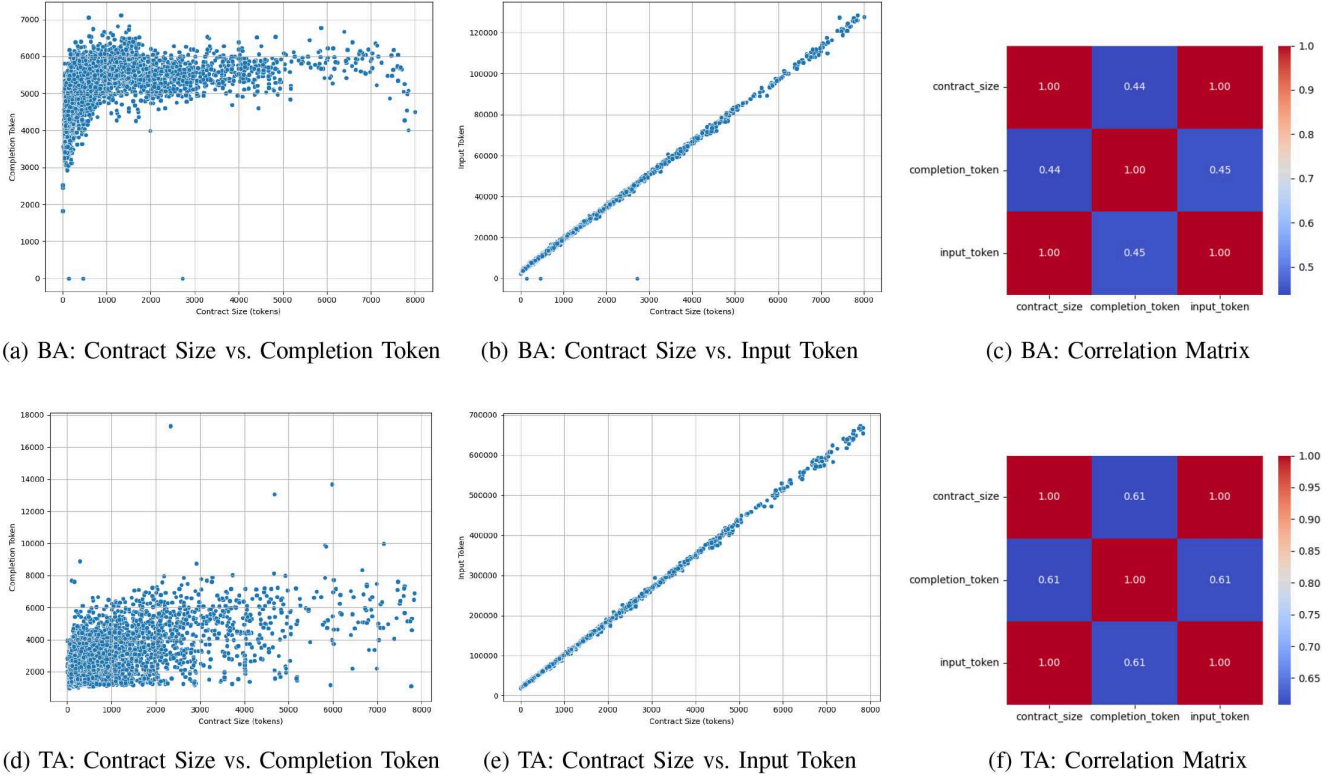 7000
6000
5000
4000
3000
2000
1000
0
Completion Token
0 1000 2000 3000 4000 5000 6000 7000 8000
Contract Size (tokens)
(a) BA: Contract Size vs. Completion Token
120000
100000
80000
60000
40000
20000
0
Input Token
0 1000 2000 3000 4000 5000 6000 7000 8000
Contract Size (tokens)
(b) BA: Contract Size vs. Input Token
contract_size 1.00 0.44 1.00
completion_token 0.44 1.00 0.45
input_token 1.00 0.45 1.00
contract_size completion_token input_token
1.0
0.9
0.8
0.7
0.6
0.5
(c) BA: Correlation Matrix
18000
16000
14000
12000
10000
8000
6000
4000
2000
Completion Token
0 1000 2000 3000 4000 5000 6000 7000 8000
Contract Size (tokens)
(d) TA: Contract Size vs. Completion Token
700000
600000
500000
400000
300000
200000
100000
0
Input Token
0 1000 2000 3000 4000 5000 6000 7000 8000
Contract Size (tokens)
(e) TA: Contract Size vs. Input Token
contract_size 1.00 0.61 1.00
completion_token 0.61 1.00 0.61
input_token 1.00 0.61 1.00
contract_size completion_token input_token
1.00
0.95
0.90
0.85
0.80
0.75
0.70
0.65
(f) TA: Correlation Matrix